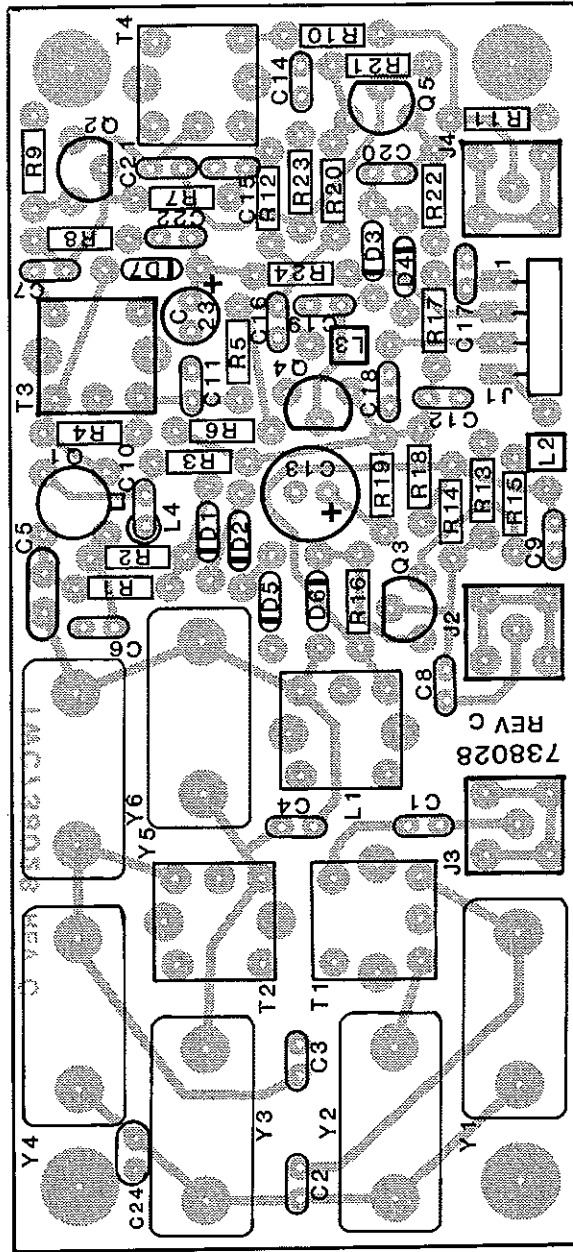 T4
R10
C14
R21
Q5
R11
R9
Q2
C21
C15
R7
C22
R12
R23
R20
C20
R22
J4
R8
C7
D7
C
23
+
R24
D3
D4
1
C16
C19
R17
C17
T3
C11
R5
L3
Q4
C18
C12
J1
R4
R6
Q1
C10
R3
C13
+
R19
R18
R14
R13
R15
L2
C5
L4
R2
D1
D2
C9
R1
D5
D6
R16
Q3
C6
C8
J2
Y6
Y5
C4
L1
C1
J3
738028
REV C
T2
T1
C3
Y4
C24
Y3
C2
Y2
Y1
REV C